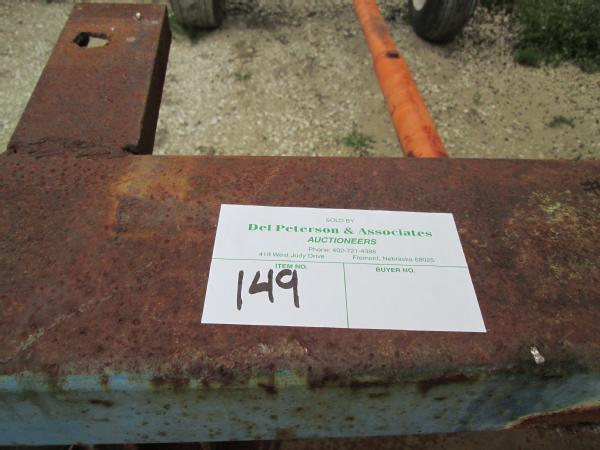 SOLD BY
Del Peterson & Associates
AUCTIONEERS
Phone: 402-721-4396
419 West Judy Drive Fremont, Nebraska 68025
ITEM NO. BUYER NO.
149